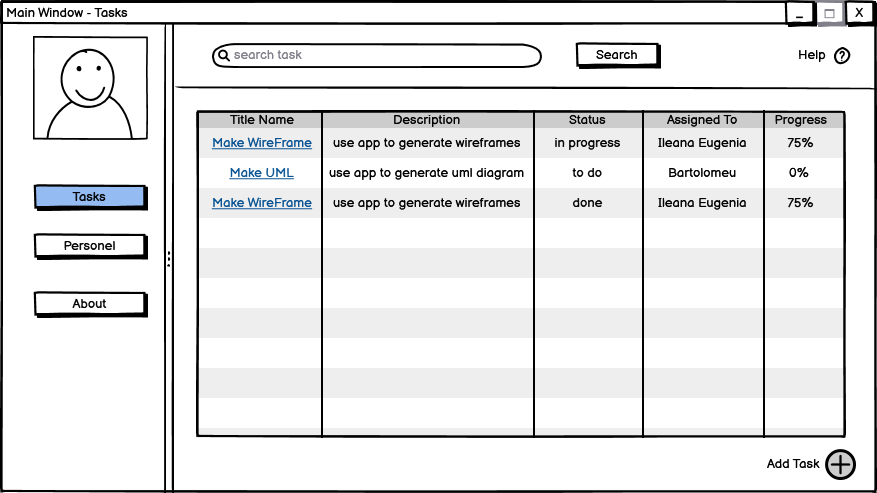 Main Window - Tasks
X
search task
Search
Help ?
Tasks
Personel
About
Title Name Description Status Assigned To Progress
Make WireFrame use app to generate wireframes in progress Ileana Eugenia 75%
Make UML use app to generate uml diagram to do Bartolomeu 0%
Make WireFrame use app to generate wireframes done Ileana Eugenia 75%
Add Task